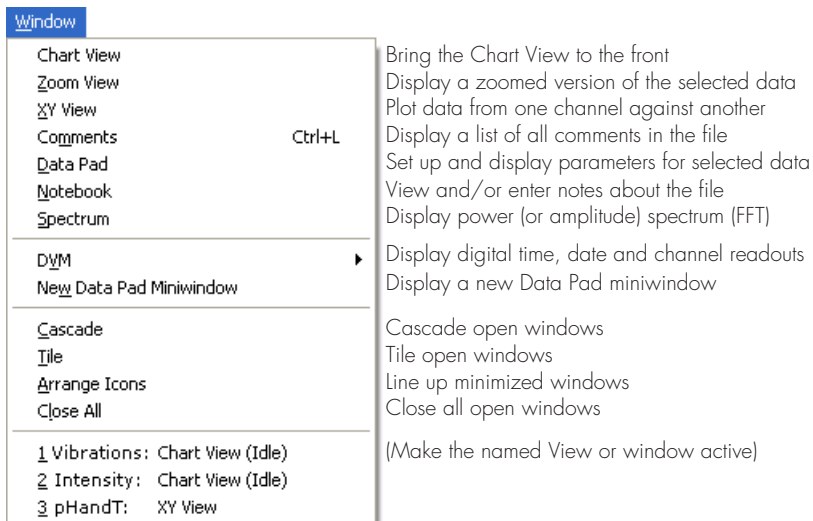 Window
Chart View Bring the Chart View to the front
Zoom View Display a zoomed version of the selected data
XY View Plot data from one channel against another
Comments Ctrl+L Display a list of all comments in the file
Data Pad Set up and display parameters for selected data
Notebook View and/or enter notes about the file
Spectrum Display power (or amplitude) spectrum (FFT)
DVM Display digital time, date and channel readouts
New Data Pad Miniwindow Display a new Data Pad miniwindow
Cascade Cascade open windows
Tile Tile open windows
Arrange Icons Line up minimized windows
Close All Close all open windows
1 Vibrations: Chart View (Idle) (Make the named View or window active)
2 Intensity: Chart View (Idle)
3 pHandT: XY View